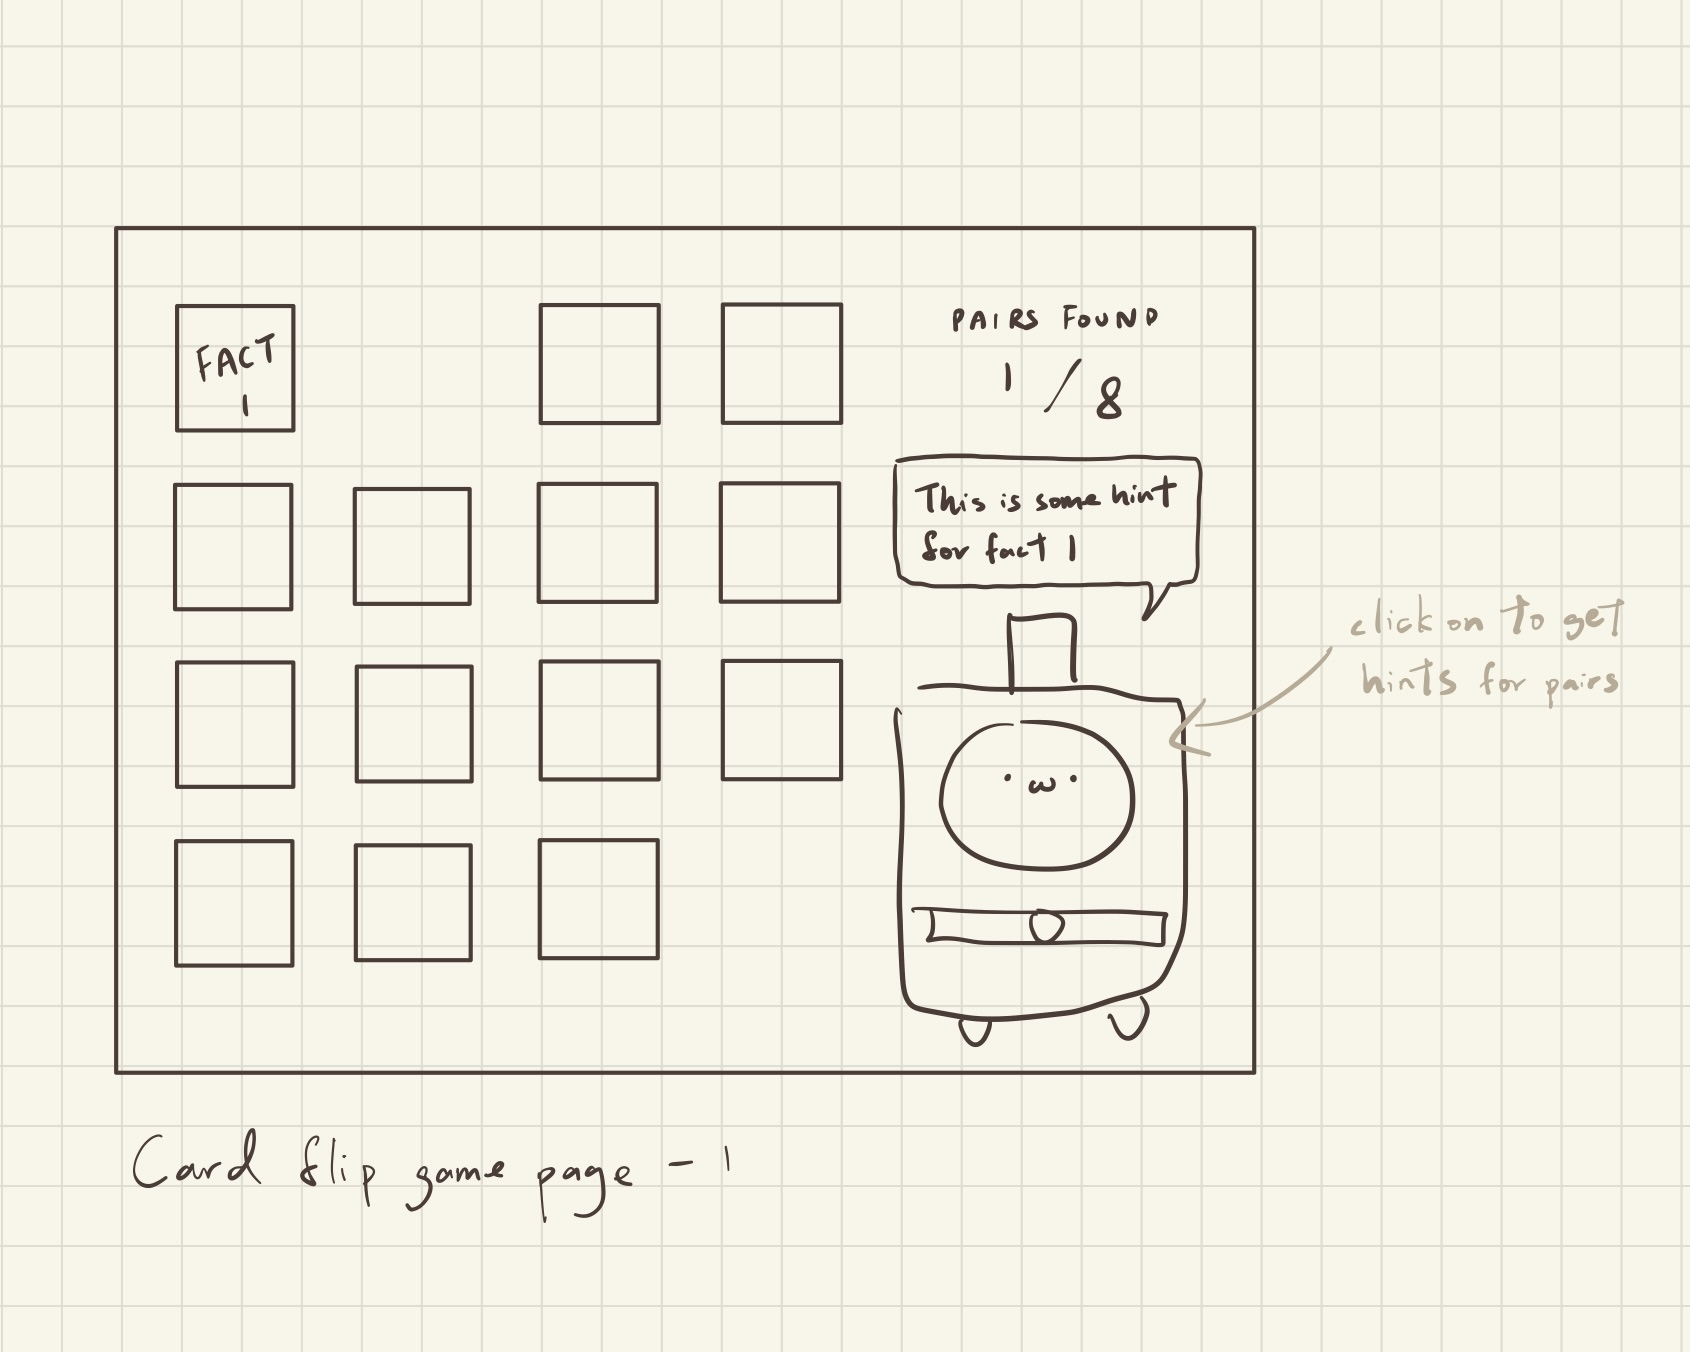 FACT
1
PAIRS FOUND
1 / 8
This is some hint
for fact 1
click on to get
hints for pairs
Card flip game page - 1